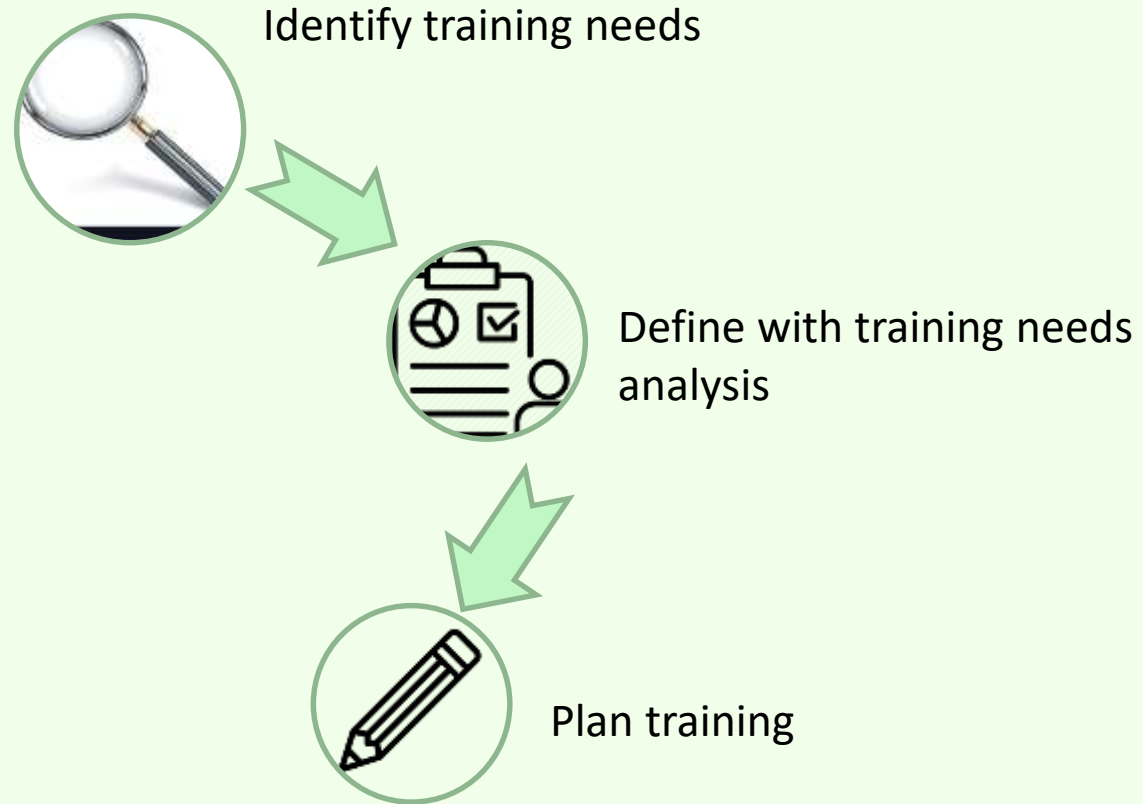 Identify training needs
Define with training needs
analysis
Plan training